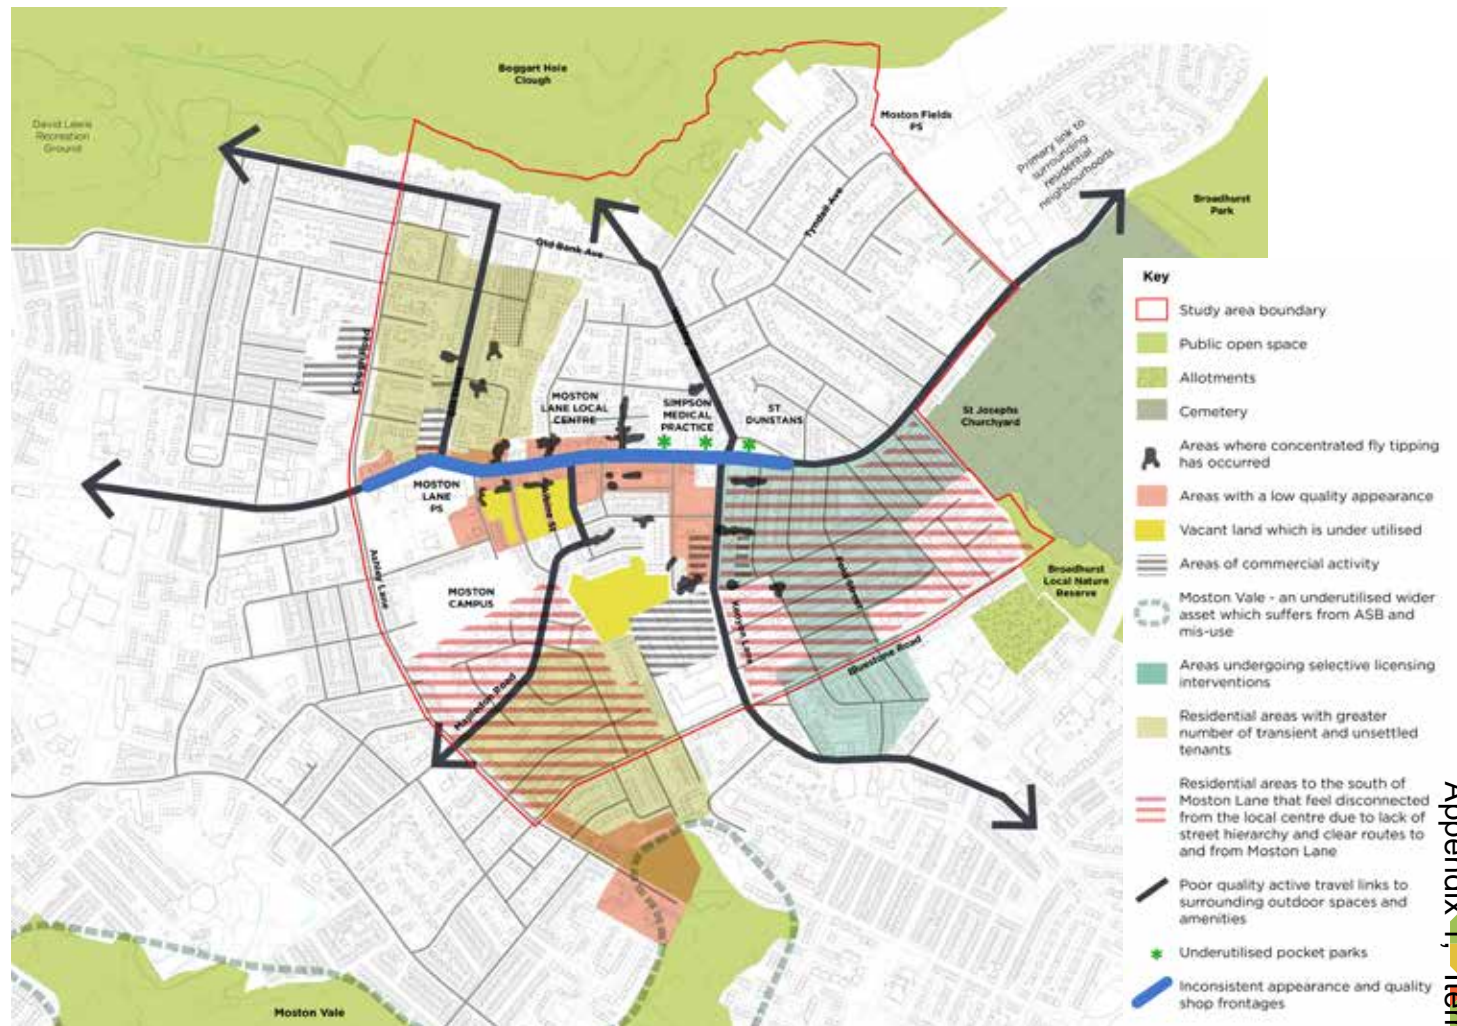 Boggart Hole
Clough
David Lewis
Recreation
Ground
Moston Fields
PS
Primary link to
surrounding
residential
neighbourhoods
Broadhurst
Park
Tyndall Ave
Old Bank Ave
MOSTON
LANE LOCAL
CENTRE
SIMPSON
MEDICAL
PRACTICE
ST
DUNSTANS
St Josephs
Churchyard
MOSTON
LANE
PS
Ashley Lane
MOSTON
CAMPUS
Kenyon Lane
Bluestone Road
Broadhurst
Local Nature
Reserve
Mapledon Road
Moston Vale
Key
Study area boundary
Public open space
Allotments
Cemetery
Areas where concentrated fly tipping
has occurred
Areas with a low quality appearance
Vacant land which is under utilised
Areas of commercial activity
Moston Vale - an underutilised wider
asset which suffers from ASB and
mis-use
Areas undergoing selective licensing
interventions
Residential areas with greater
number of transient and unsettled
tenants
Residential areas to the south of
Moston Lane that feel disconnected
from the local centre due to lack of
street hierarchy and clear routes to
and from Moston Lane
Poor quality active travel links to
surrounding outdoor spaces and
amenities
Underutilised pocket parks
Inconsistent appearance and quality
shop frontages
Appendix 1,